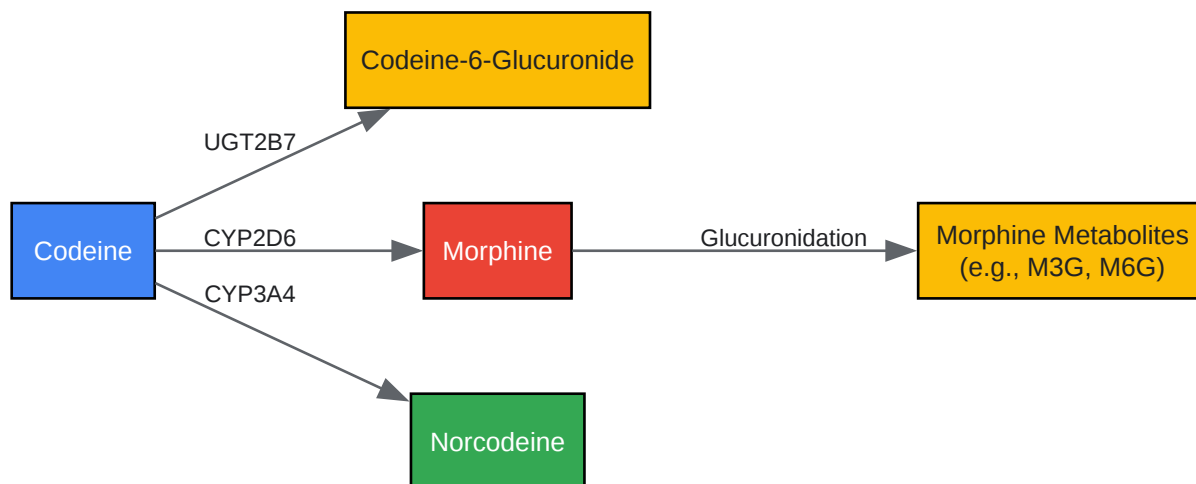 Codeine-6-Glucuronide
UGT2B7
Codeine
CYP2D6
Morphine
Glucuronidation
Morphine Metabolites
(e.g., M3G, M6G)
CYP3A4
Norcodeine